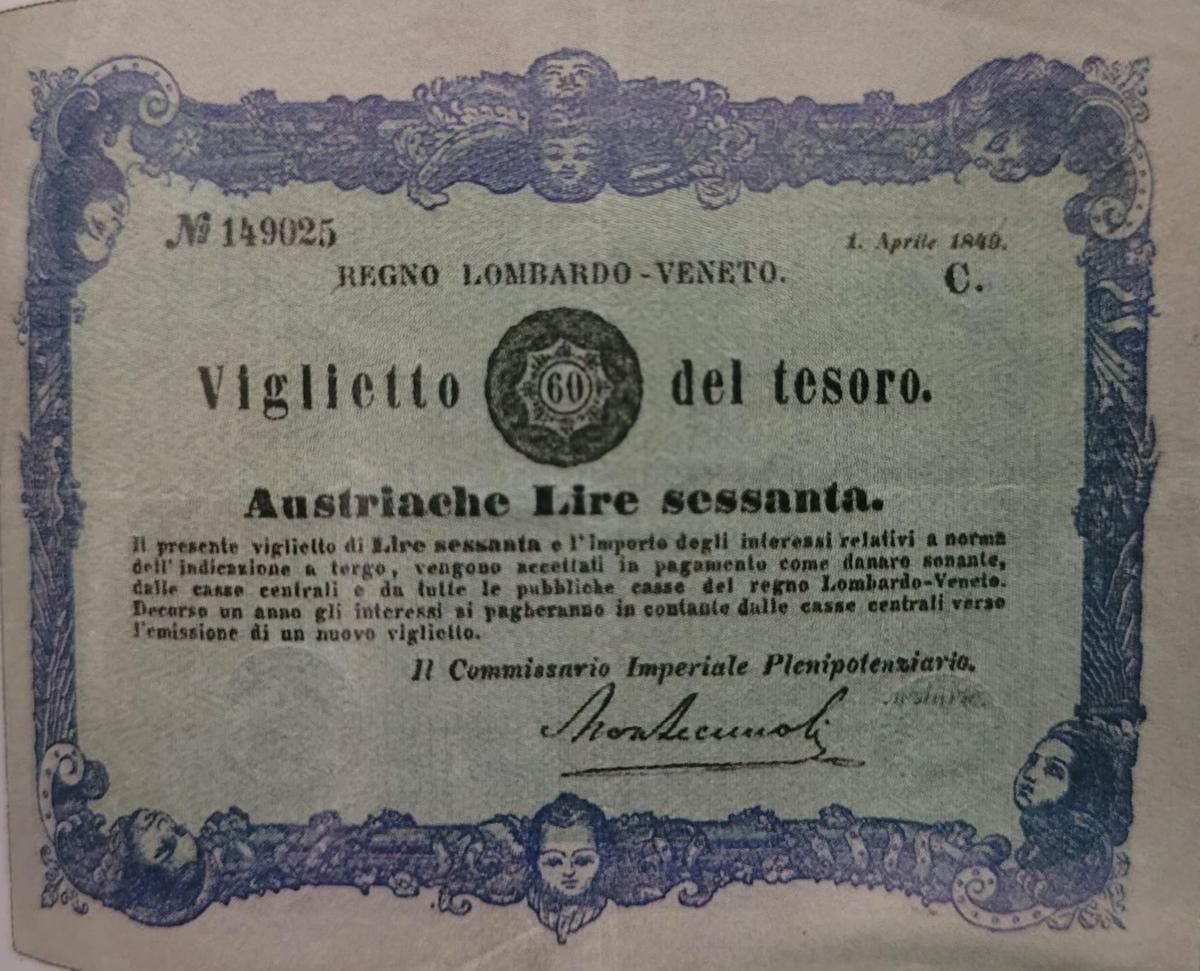 № 149025
1. Aprile 1849.
REGNO LOMBARDO-VENETO.
C.
Viglietto 60 del tesoro.
Austriache Lire sessanta.
Il presente viglietto di Lire sessanta e l'Importo degli interessi relativi a norma
dell'indicazione a tergo, vengono accettati in pagamento come danaro sonante,
dalle casse centrali e da tutte le pubbliche casse del regno Lombardo-Veneto.
Decorso un anno gli interessi si pagheranno in contante dalle casse centrali verso
l'emissione di un nuovo viglietto.
Il Commissario Imperiale Plenipotenziario.
Montecuccoli